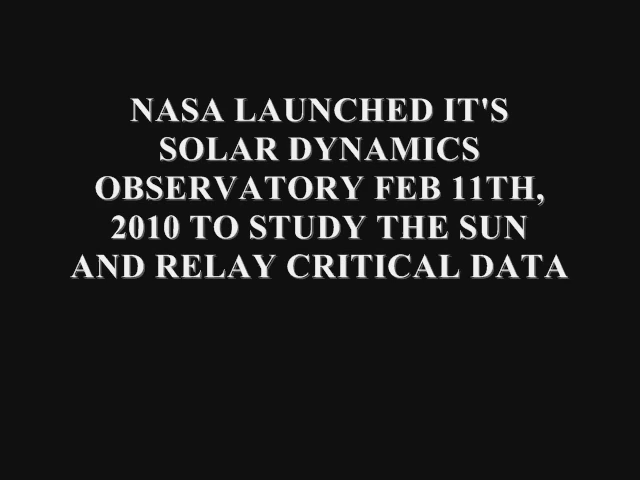 NASA LAUNCHED IT'S
SOLAR DYNAMICS
OBSERVATORY FEB 11TH,
2010 TO STUDY THE SUN
AND RELAY CRITICAL DATA